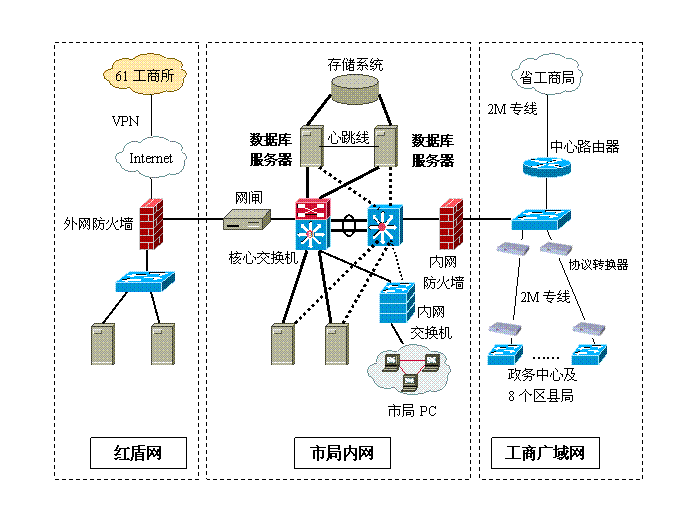 61 工商所
VPN
Internet
外网防火墙
红盾网
存储系统
数据库
服务器
心跳线
数据库
服务器
网闸
核心交换机
内网
防火墙
内网
交换机
市局 PC
市局内网
省工商局
2M 专线
中心路由器
协议转换器
2M 专线
......
政务中心及
8 个区县局
工商广域网